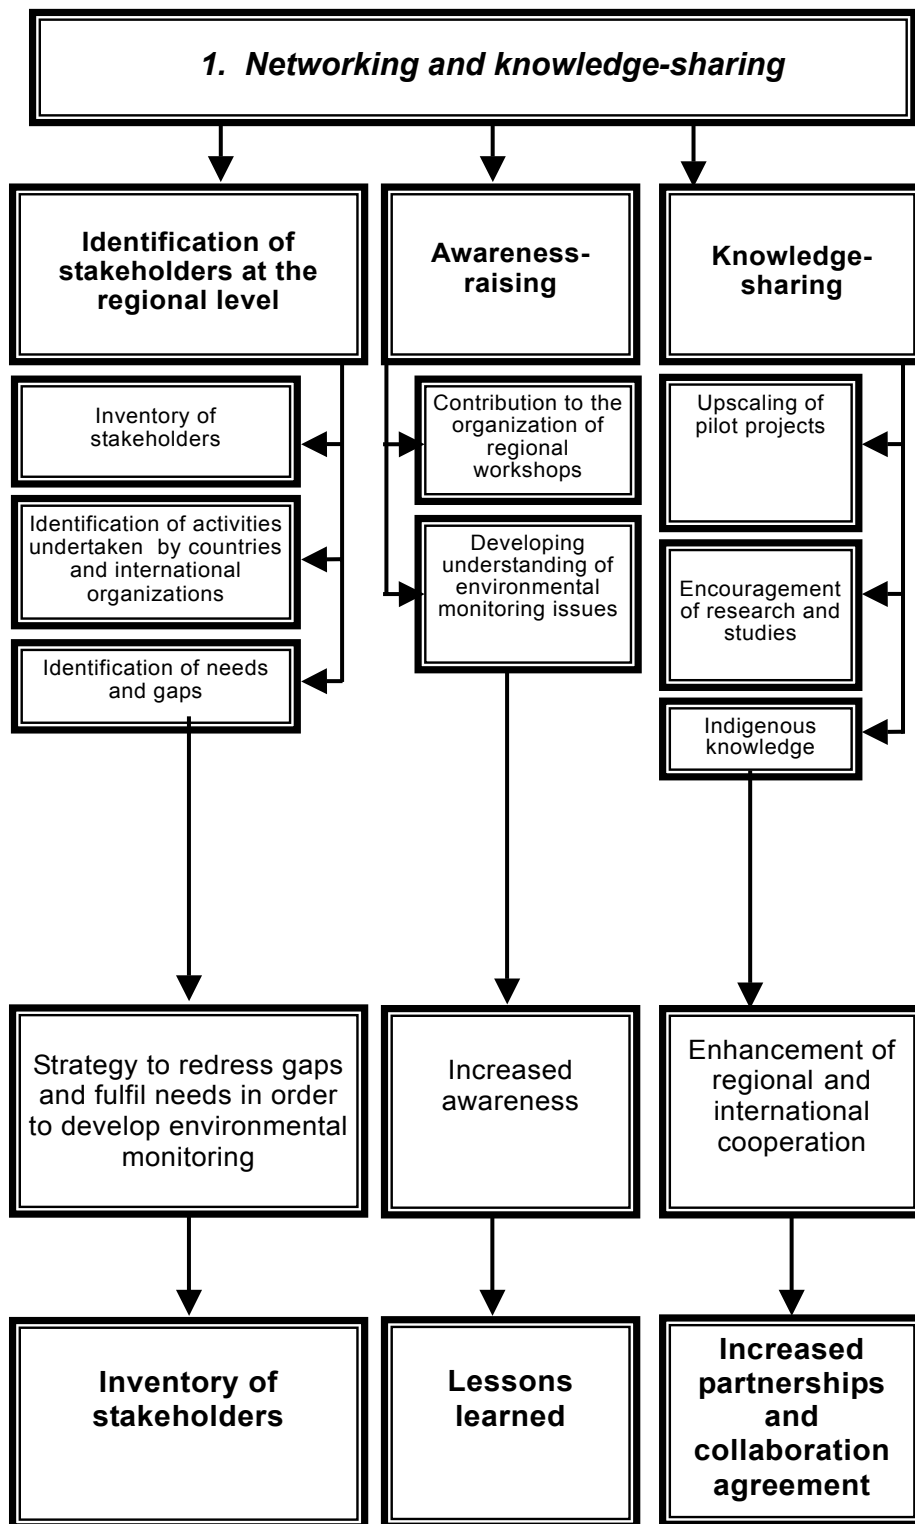 1. Networking and knowledge-sharing
Identification of
stakeholders at the
regional level
Awareness-
raising
Knowledge-
sharing
Inventory of
stakeholders
Identification of activities
undertaken by countries
and international
organizations
Identification of needs
and gaps
Contribution to the
organization of
regional
workshops
Developing
understanding of
environmental
monitoring issues
Upscaling of
pilot projects
Encouragement
of research and
studies
Indigenous
knowledge
Strategy to redress gaps
and fulfil needs in order
to develop environmental
monitoring
Increased
awareness
Enhancement of
regional and
international
cooperation
Inventory of
stakeholders
Lessons
learned
Increased
partnerships
and
collaboration
agreement